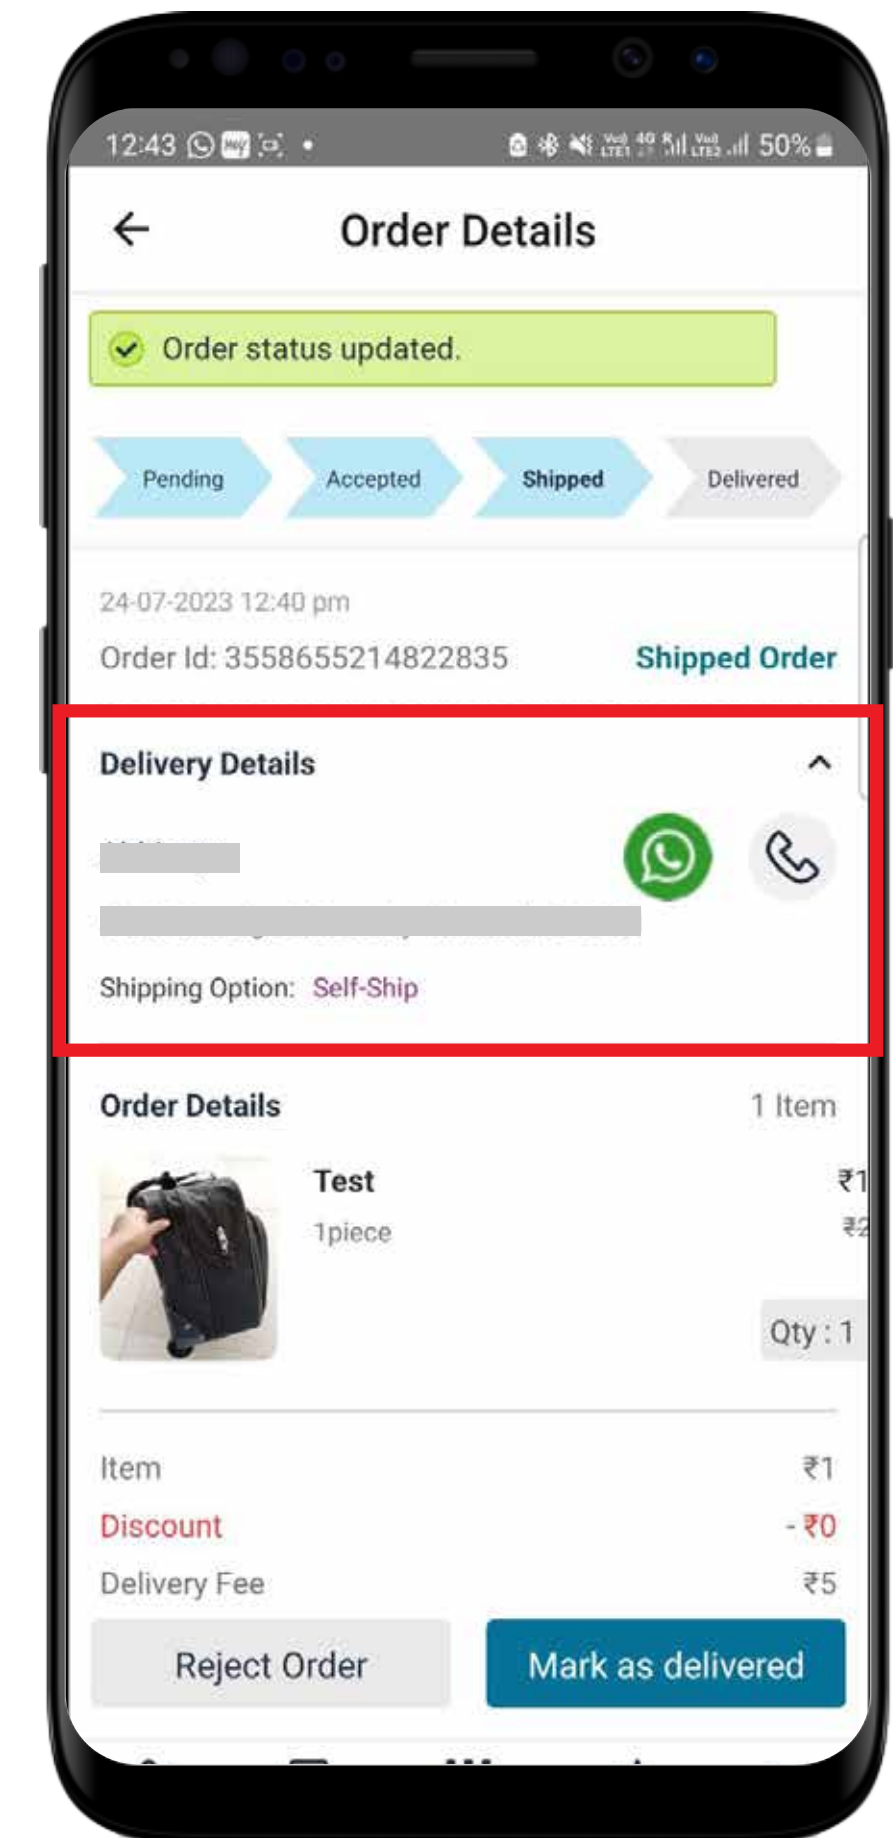 12:43 50%
Order Details
Order status updated.
Pending Accepted Shipped Delivered
24-07-2023 12:40 pm
Order Id: 3558655214822835 Shipped Order
Delivery Details
Shipping Option: Self-Ship
Order Details 1 Item
Test ₹1
1piece ₹2
Qty : 1
Item ₹1
Discount - ₹0
Delivery Fee ₹5
Reject Order Mark as delivered